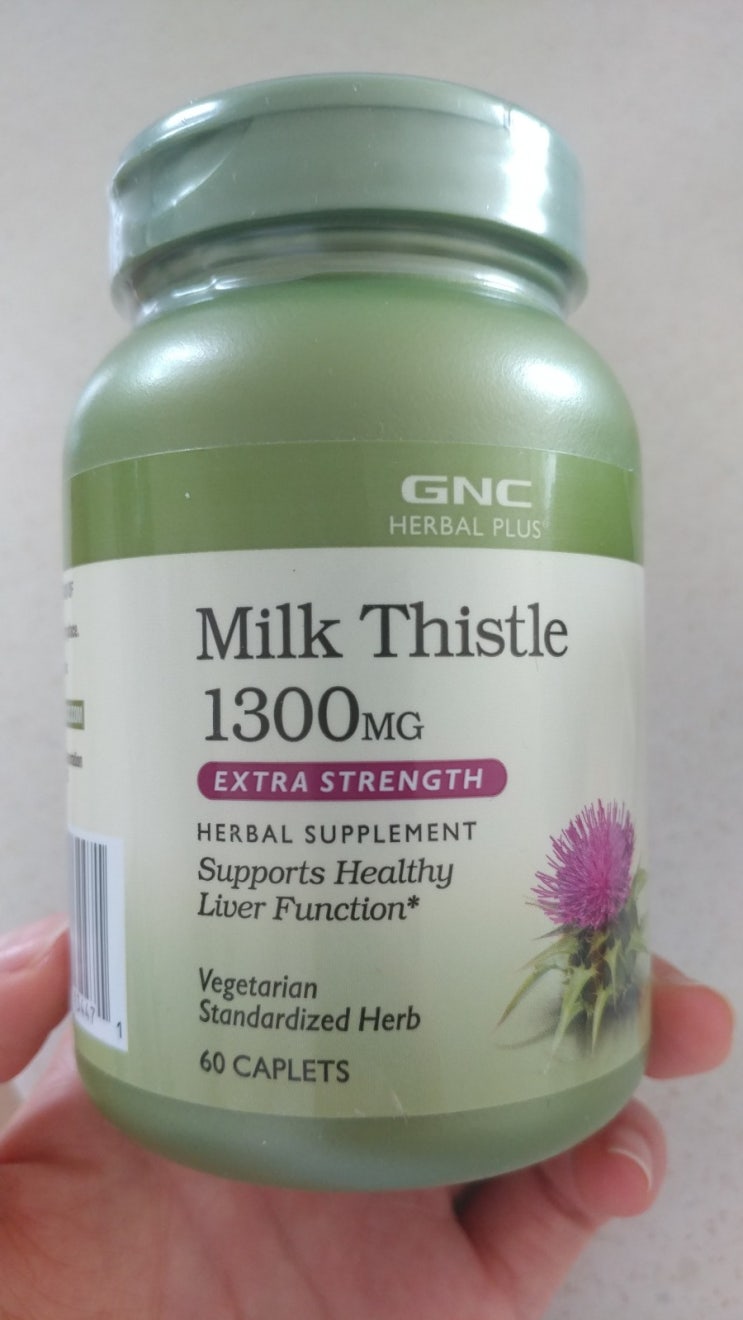 GNC
HERBAL PLUS
Milk Thistle
1300MG
EXTRA STRENGTH
HERBAL SUPPLEMENT
Supports Healthy
Liver Function*
Vegetarian
Standardized Herb
60 CAPLETS
1